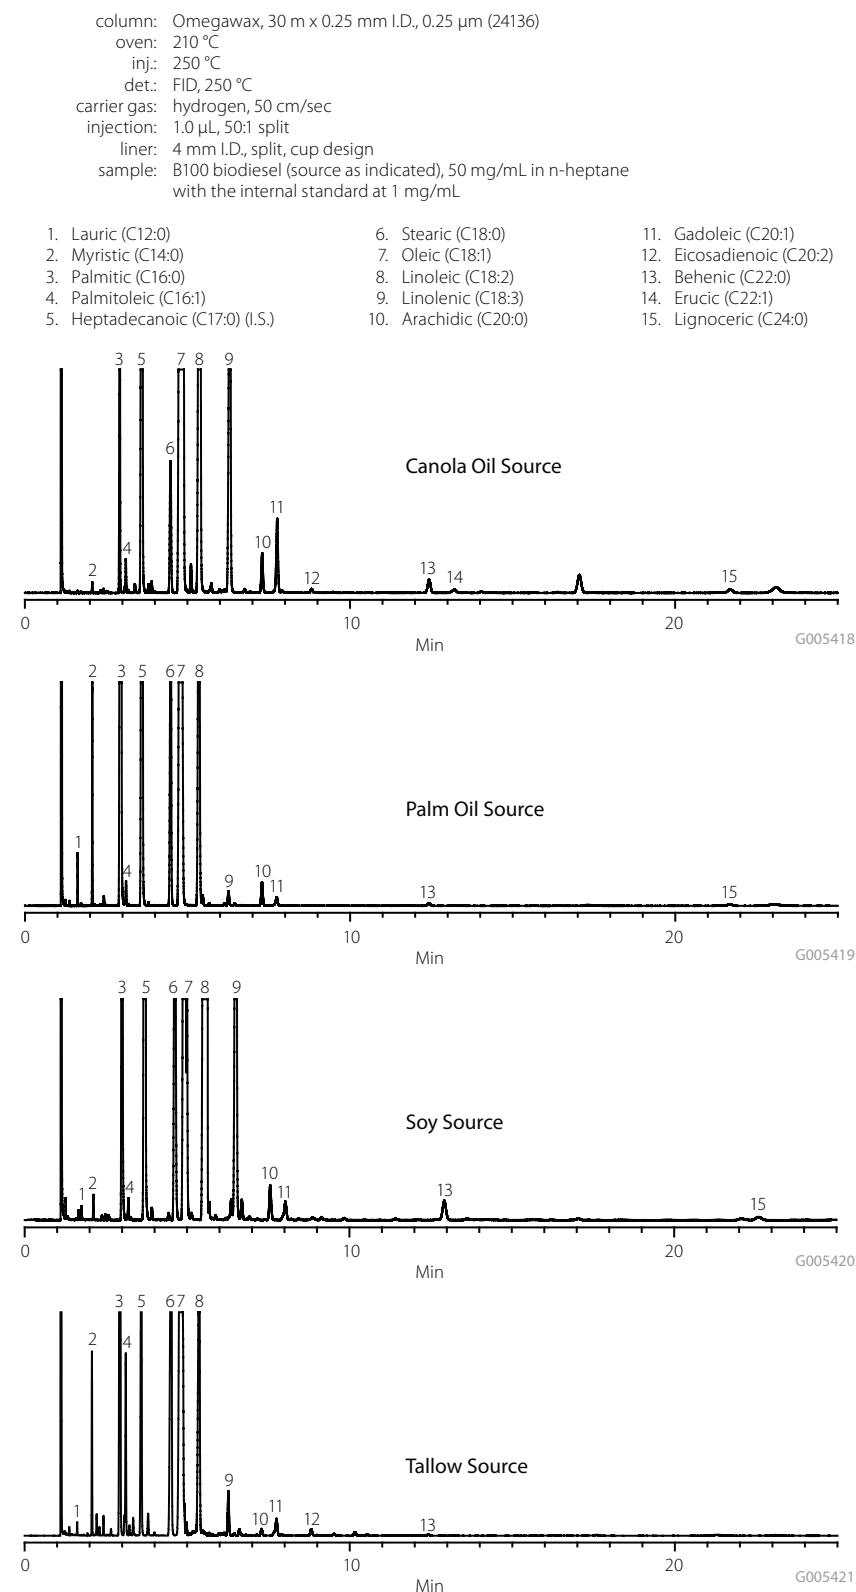 column: Omegawax, 30 m x 0.25 mm I.D., 0.25 μm (24136)
oven: 210 °C
inj.: 250 °C
det.: FID, 250 °C
carrier gas: hydrogen, 50 cm/sec
injection: 1.0 μL, 50:1 split
liner: 4 mm I.D., split, cup design
sample: B100 biodiesel (source as indicated), 50 mg/mL in n-heptane
with the internal standard at 1 mg/mL
1. Lauric (C12:0)
2. Myristic (C14:0)
3. Palmitic (C16:0)
4. Palmitoleic (C16:1)
5. Heptadecanoic (C17:0) (I.S.)
6. Stearic (C18:0)
7. Oleic (C18:1)
8. Linoleic (C18:2)
9. Linolenic (C18:3)
10. Arachidic (C20:0)
11. Gadoleic (C20:1)
12. Eicosadienoic (C20:2)
13. Behenic (C22:0)
14. Erucic (C22:1)
15. Lignoceric (C24:0)
3 5 7 8 9
6
Canola Oil Source
11
10
4
13
2 12 14 15
0 10 20
Min
G005418
2 3 5 6 7 8
Palm Oil Source
1
4 9 10
11 13 15
0 10 20
Min
G005419
3 5 6 7 8 9
Soy Source
10
1 2 4 11 13
15
0 10 20
Min
G005420
3 5 6 7 8
2 4
Tallow Source
9
1 10 11 12 13
0 10 20
Min
G005421